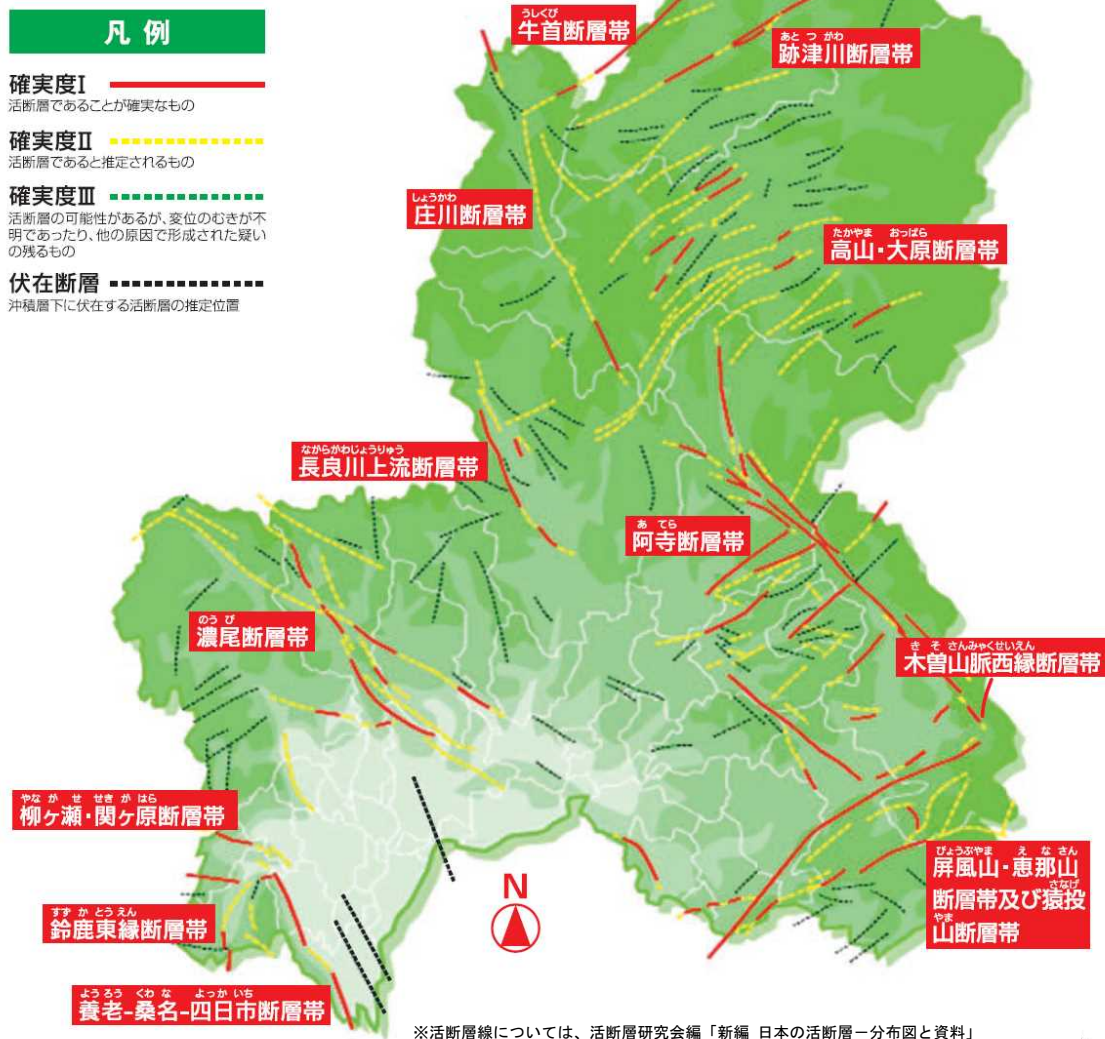 凡例
確実度Ⅰ
活断層であることが確実なもの
確実度Ⅱ
活断層であると推定されるもの
確実度Ⅲ
活断層の可能性があるが、変位のむきが不
明であったり、他の原因で形成された疑い
の残るもの
伏在断層
沖積層下に伏在する活断層の推定位置
うしくび
牛首断層帯
あとつがわ
跡津川断層帯
しょうかわ
庄川断層帯
たかやま おっぱら
高山・大原断層帯
ながらがわじょうりゅう
長良川上流断層帯
あてら
阿寺断層帯
のうび
濃尾断層帯
きそさんみゃくせいえん
木曽山脈西縁断層帯
やながせ せきがはら
柳ヶ瀬・関ヶ原断層帯
びょうぶやま えなさん
屏風山・恵那山
さなげ
断層帯及び猿投
やま
山断層帯
すずかとうえん
鈴鹿東縁断層帯
N
ようろう くわな よっかいち
養老-桑名-四日市断層帯
※活断層線については、活断層研究会編「新編 日本の活断層ー分布図と資料」